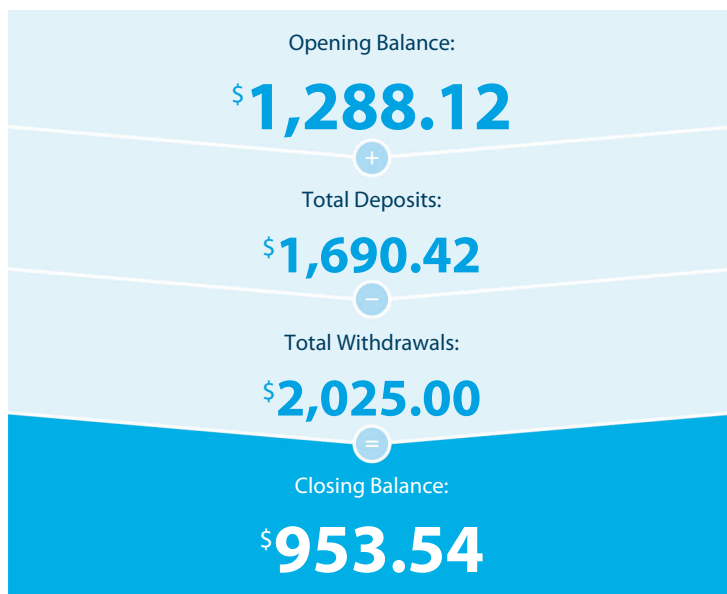 Opening Balance:
$1,288.12
+
Total Deposits:
$1,690.42
−
Total Withdrawals:
$2,025.00
=
Closing Balance:
$953.54